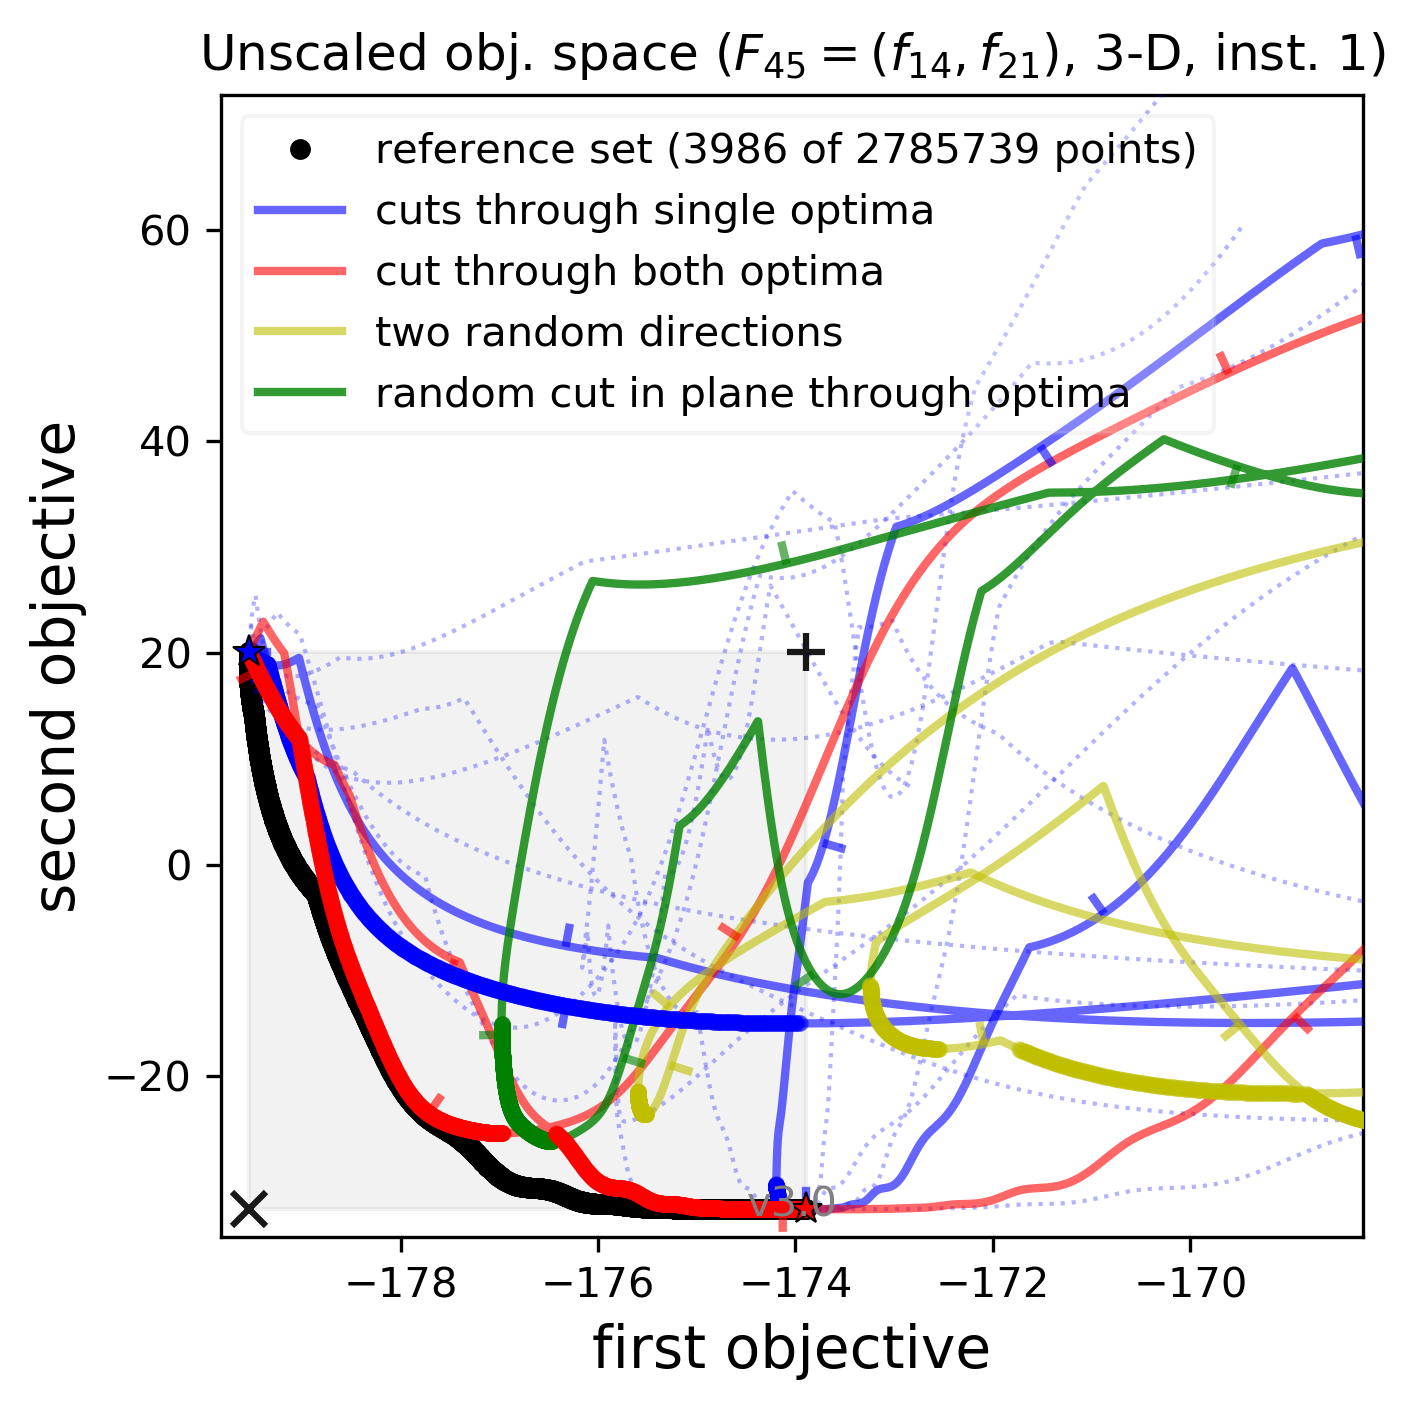 Unscaled obj. space (F₄₅ = (f₁₄, f₂₁), 3-D, inst. 1)
reference set (3986 of 2785739 points)
cuts through single optima
cut through both optima
two random directions
random cut in plane through optima
60
40
20
0
−20
second objective
v3.0
−178
−176
−174
−172
−170
first objective